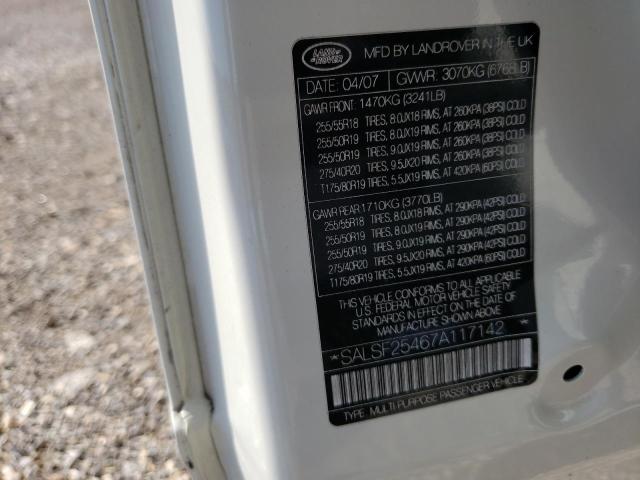 LAND ROVER MFD BY LANDROVER IN THE UK
DATE 04/07 GVWR: 3070KG (6768LB)
GAWR FRONT: 1470KG (3241LB)
255/55R18 TIRES, 8.0JX18 RIMS, AT 260KPA (38PSI) COLD
255/50R19 TIRES, 8.0JX19 RIMS, AT 260KPA (38PSI) COLD
255/50R19 TIRES, 9.0JX19 RIMS, AT 260KPA (38PSI) COLD
275/40R20 TIRES, 9.5JX20 RIMS, AT 260KPA (38PSI) COLD
T175/80R19 TIRES, 5.5JX19 RIMS, AT 420KPA (60PSI) COLD
GAWR REAR: 1710KG (3770LB)
255/55R18 TIRES, 8.0JX18 RIMS, AT 290KPA (42PSI) COLD
255/50R19 TIRES, 8.0JX19 RIMS, AT 290KPA (42PSI) COLD
255/50R19 TIRES, 9.0JX19 RIMS, AT 290KPA (42PSI) COLD
275/40R20 TIRES, 9.5JX20 RIMS, AT 290KPA (42PSI) COLD
T175/80R19 TIRES, 5.5JX19 RIMS, AT 420KPA (60PSI) COLD
THIS VEHICLE CONFORMS TO ALL APPLICABLE
U.S. FEDERAL MOTOR VEHICLE SAFETY
STANDARDS IN EFFECT ON THE DATE OF
MANUFACTURE SHOWN ABOVE
*SALSF25467A117142*
TYPE: MULTI PURPOSE PASSENGER VEHICLE